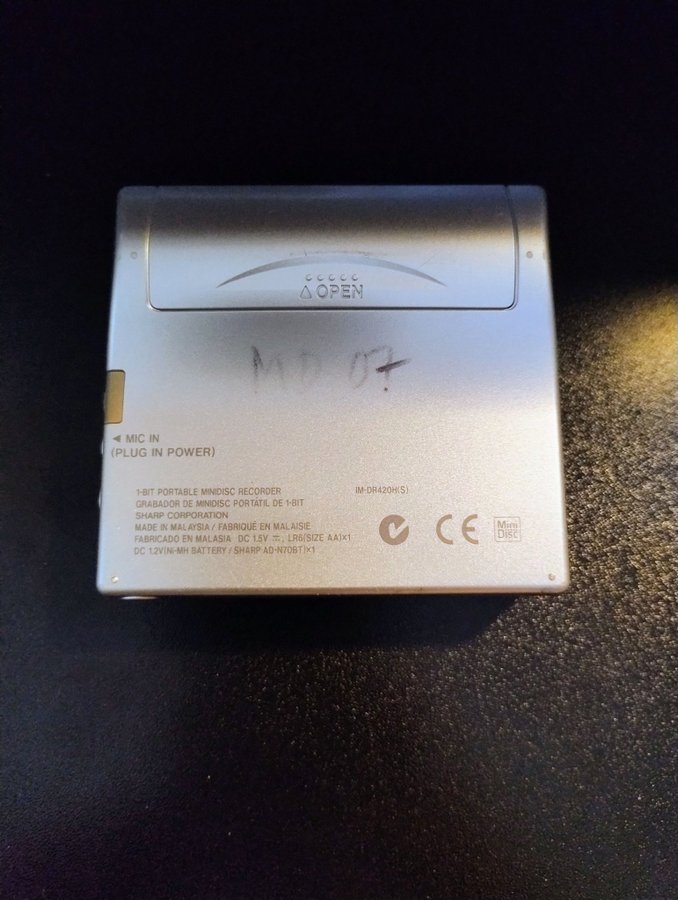 △ OPEN
MD 07
◄ MIC IN
(PLUG IN POWER)
1-BIT PORTABLE MINIDISC RECORDER IM-DR420H(S)
GRABADOR DE MINIDISC PORTÁTIL DE 1-BIT
SHARP CORPORATION
MADE IN MALAYSIA / FABRIQUÉ EN MALAISIE
FABRICADO EN MALASIA DC 1.5V ⎓, LR6(SIZE AA)×1
DC 1.2V(Ni-MH BATTERY / SHARP AD-N70BT)×1
CE
Mini
Disc